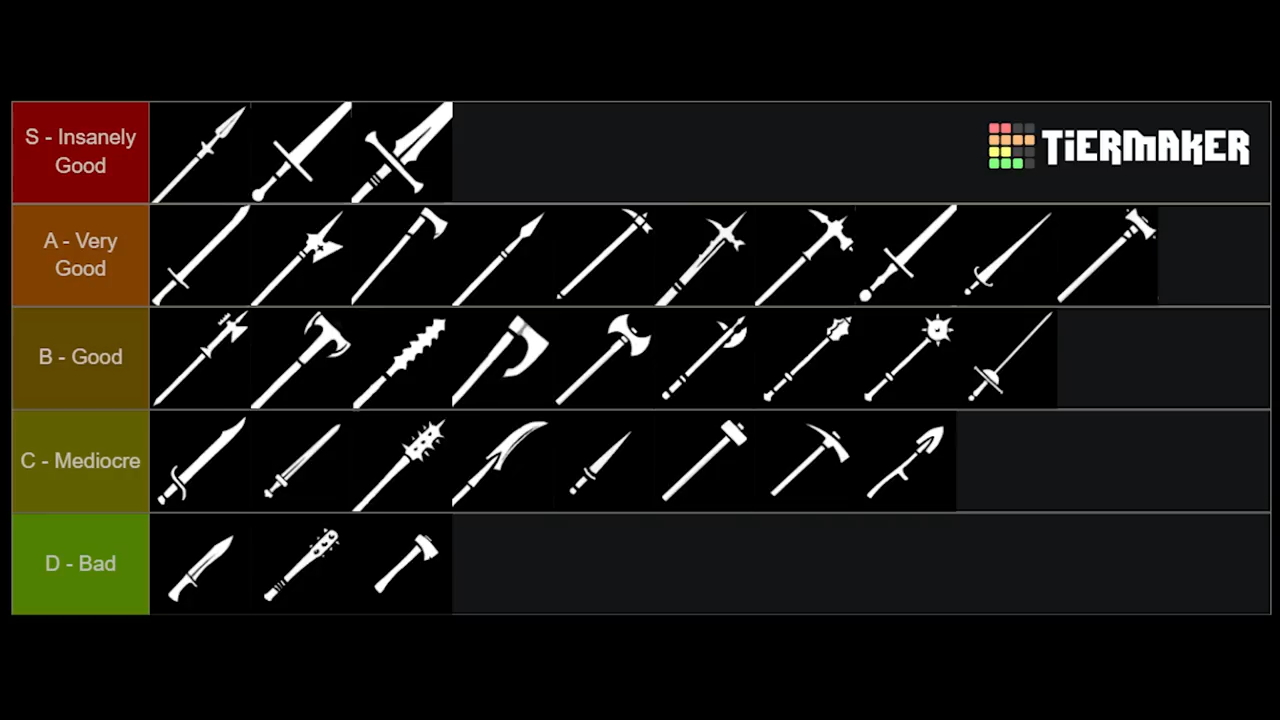 S - Insanely
Good
TiERMAKER
A - Very
Good
B - Good
C - Mediocre
D - Bad